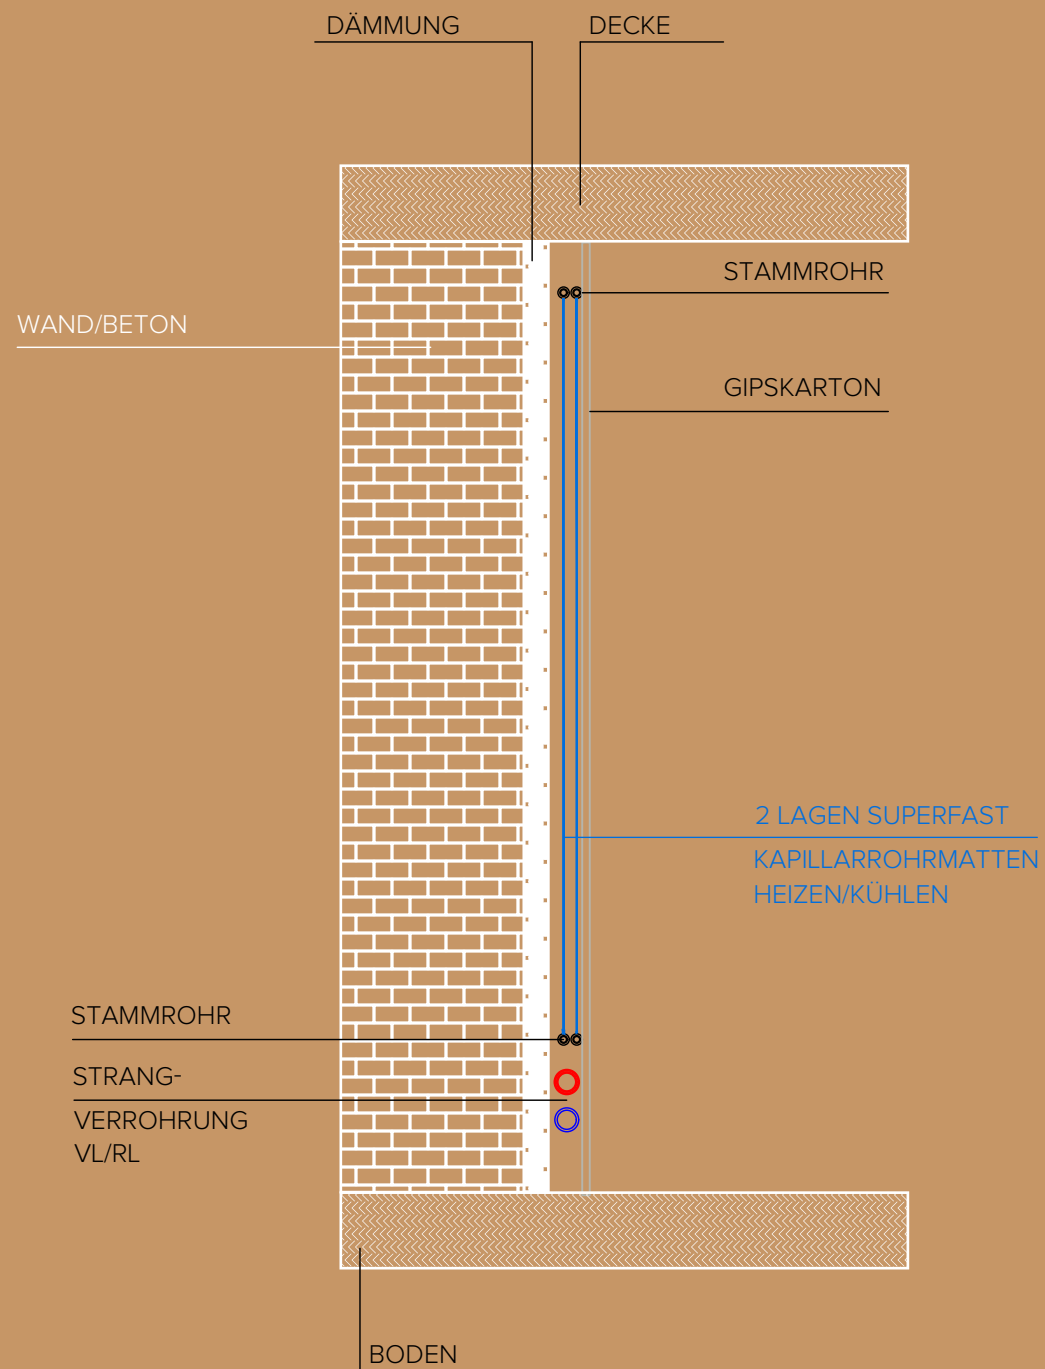 DÄMMUNG
DECKE
STAMMROHR
WAND/BETON
GIPSKARTON
2 LAGEN SUPERFAST
KAPILLARROHRMATTEN
HEIZEN/KÜHLEN
STAMMROHR
STRANG-
VERROHRUNG
VL/RL
BODEN